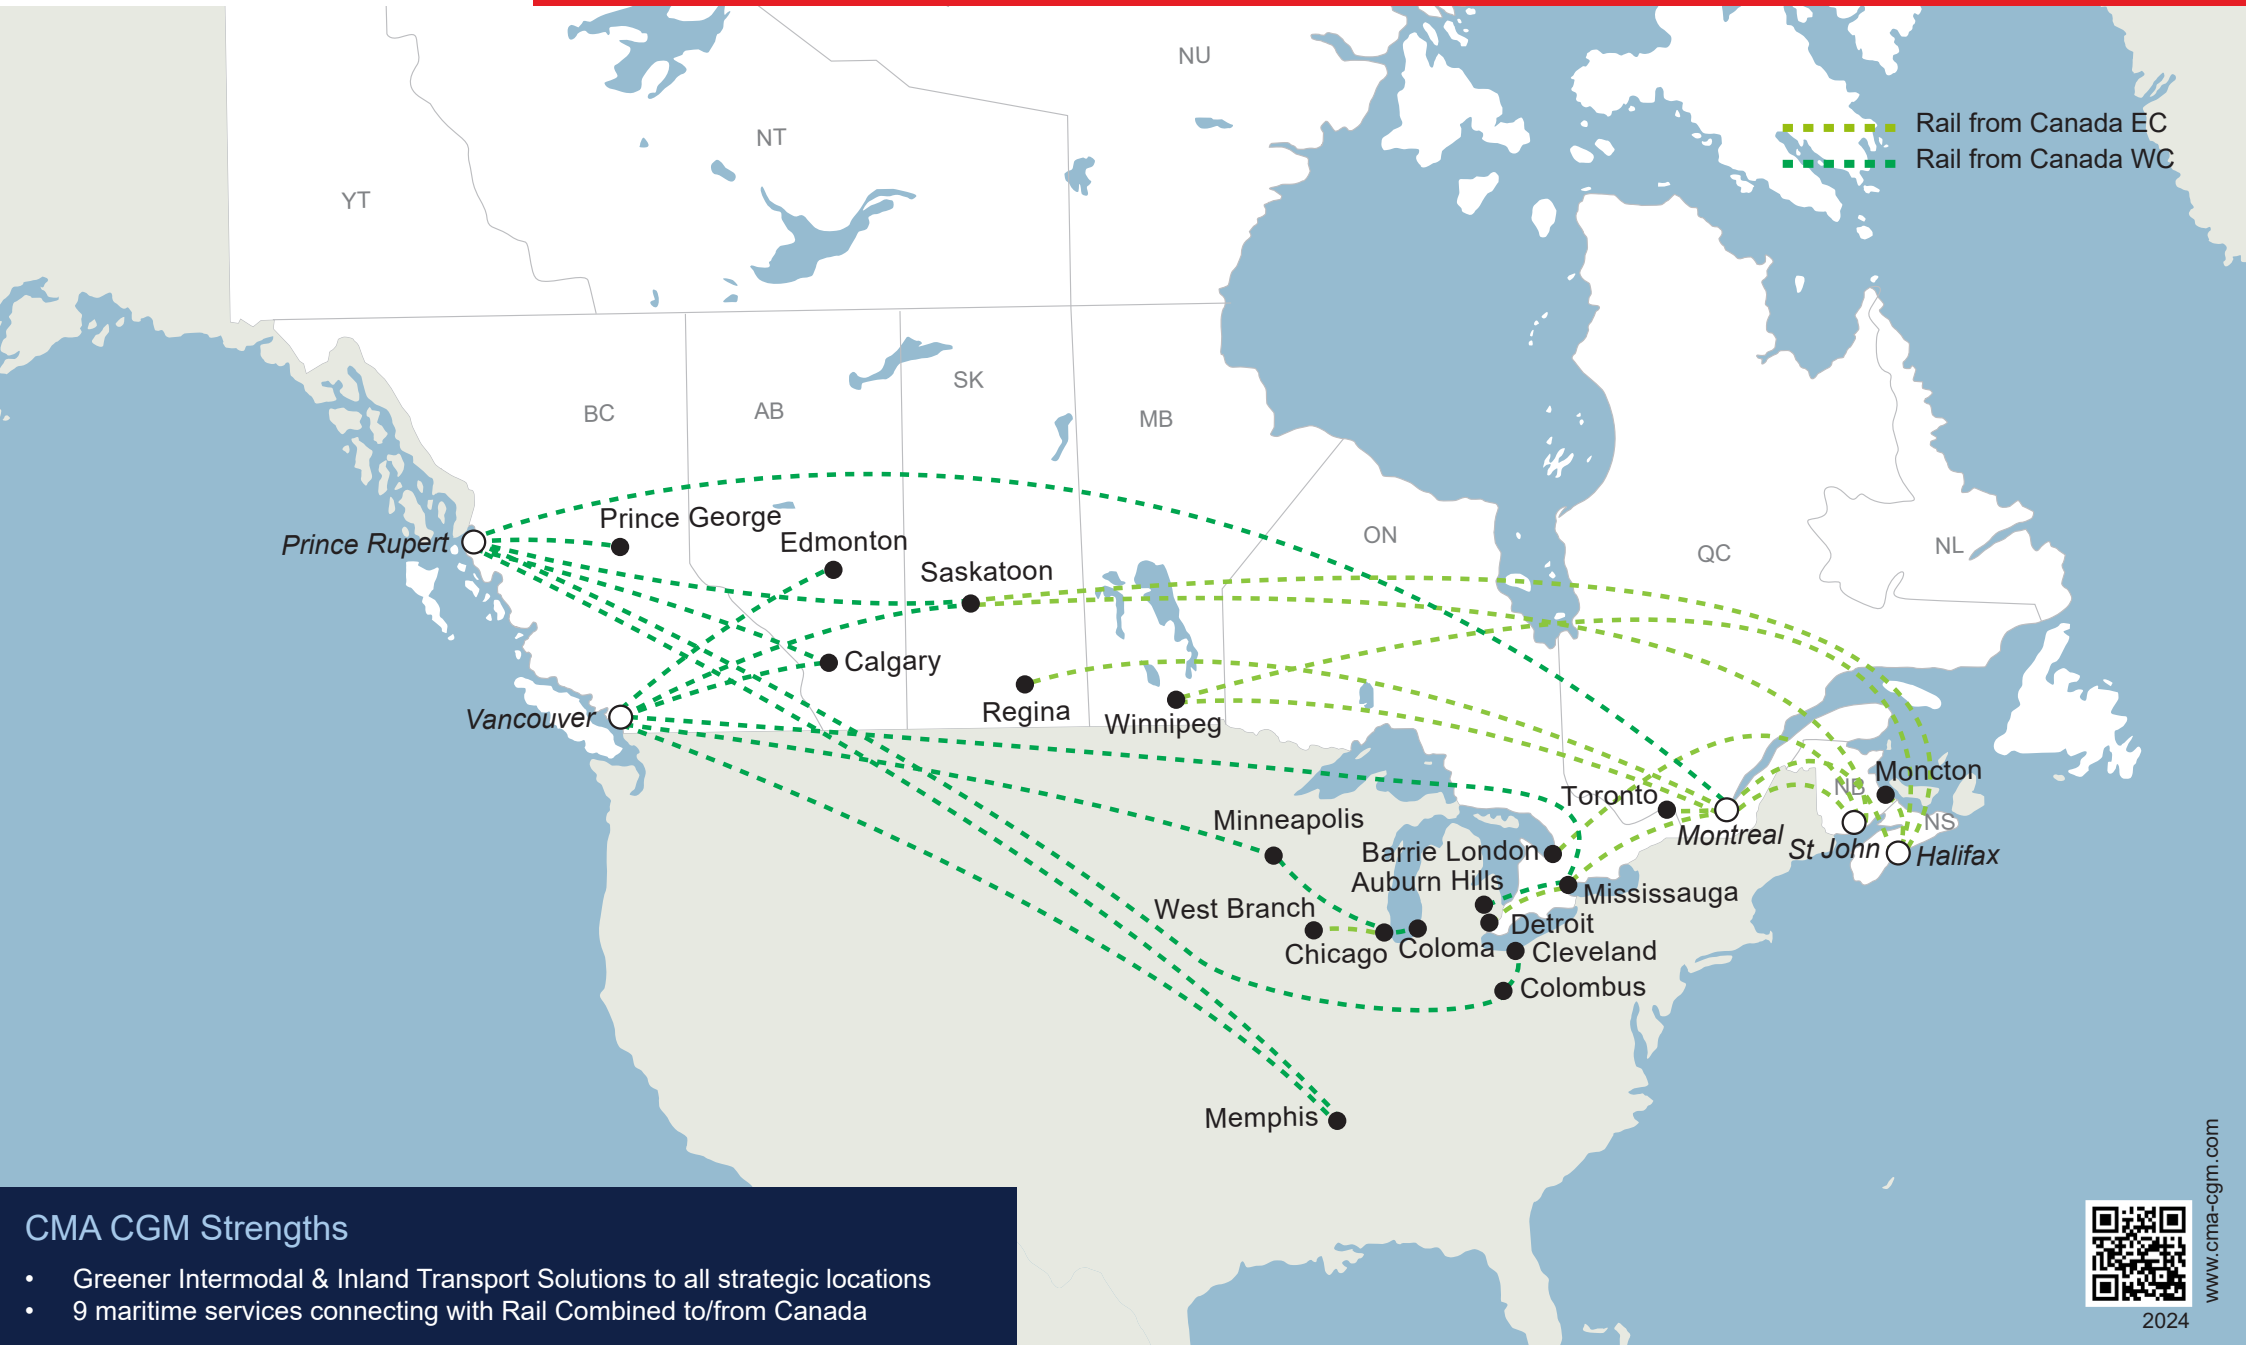 NU
Rail from Canada EC
NT
Rail from Canada WC
YT
SK
BC
AB
MB
Prince George
Prince Rupert
Edmonton
ON
QC
NL
Saskatoon
Calgary
Regina
Vancouver
Winnipeg
Moncton
NB
Toronto
Minneapolis
NS
Montreal
St John
Halifax
Barrie London
Auburn Hills
Mississauga
West Branch
Detroit
Chicago
Coloma
Cleveland
Colombus
Memphis
www.cma-cgm.com
CMA CGM Strengths
• Greener Intermodal & Inland Transport Solutions to all strategic locations
• 9 maritime services connecting with Rail Combined to/from Canada
2024